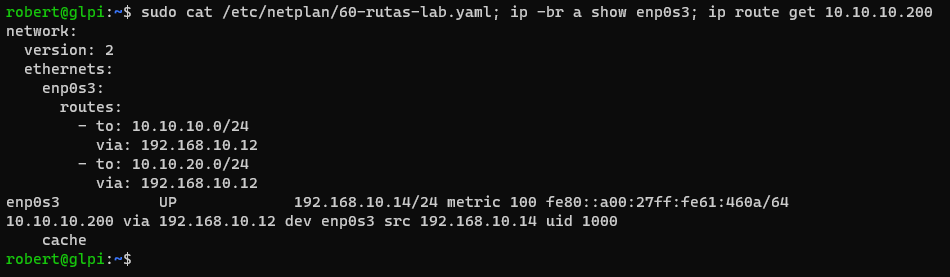 robert@glpi:~$ sudo cat /etc/netplan/60-rutas-lab.yaml; ip -br a show enp0s3; ip route get 10.10.10.200
network:
  version: 2
  ethernets:
    enp0s3:
      routes:
        - to: 10.10.10.0/24
          via: 192.168.10.12
        - to: 10.10.20.0/24
          via: 192.168.10.12
enp0s3           UP             192.168.10.14/24 metric 100 fe80::a00:27ff:fe61:460a/64
10.10.10.200 via 192.168.10.12 dev enp0s3 src 192.168.10.14 uid 1000
    cache
robert@glpi:~$